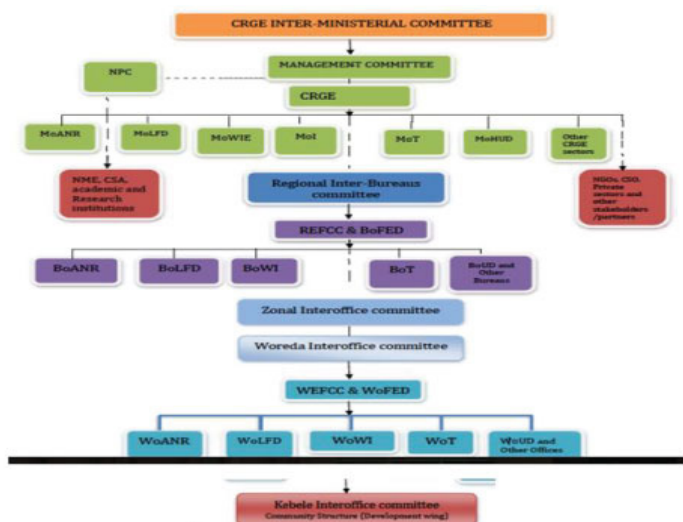 CRGE INTER-MINISTERIAL COMMITTEE
NPC
MANAGEMENT COMMITTEE
CRGE
MoANR
MoLFD
MoWIE
MoI
MoT
MoHUD
Other
CRGE
sectors
NME, CSA,
academic and
Research
institutions
Regional Inter-Bureaus
committee
NGOs, CSO,
Private
sectors and
other
stakeholders
/partners
REFCC & BoFED
BoANR
BoLFD
BoWI
BoT
BoUD and
Other
Bureaus
Zonal Interoffice committee
Woreda Interoffice committee
WEFCC & WoFED
WoANR
WoLFD
WoWI
WoT
WoUD and
Other Offices
Kebele Interoffice committee
Community Structure (Development wing)